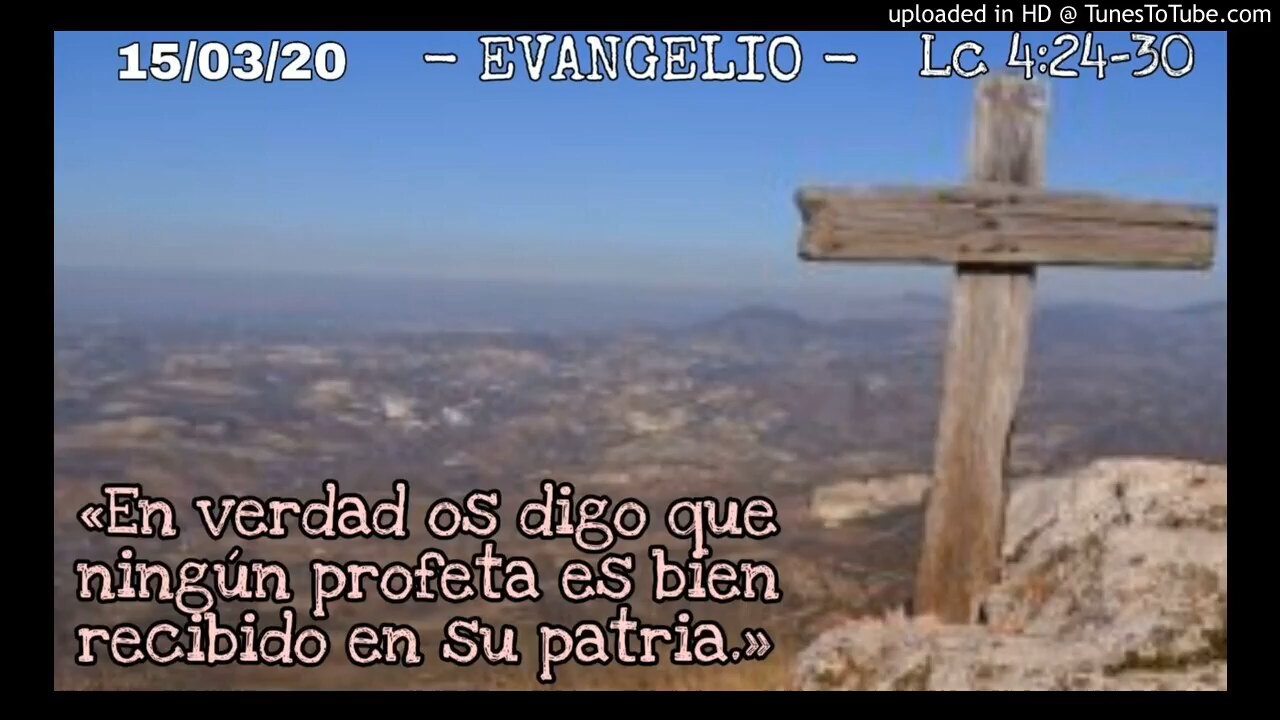 uploaded in HD @ TunesToTube.com
15/03/20 - EVANGELIO - Lc 4:24-30
«En verdad os digo que
ningún profeta es bien
recibido en su patria.»